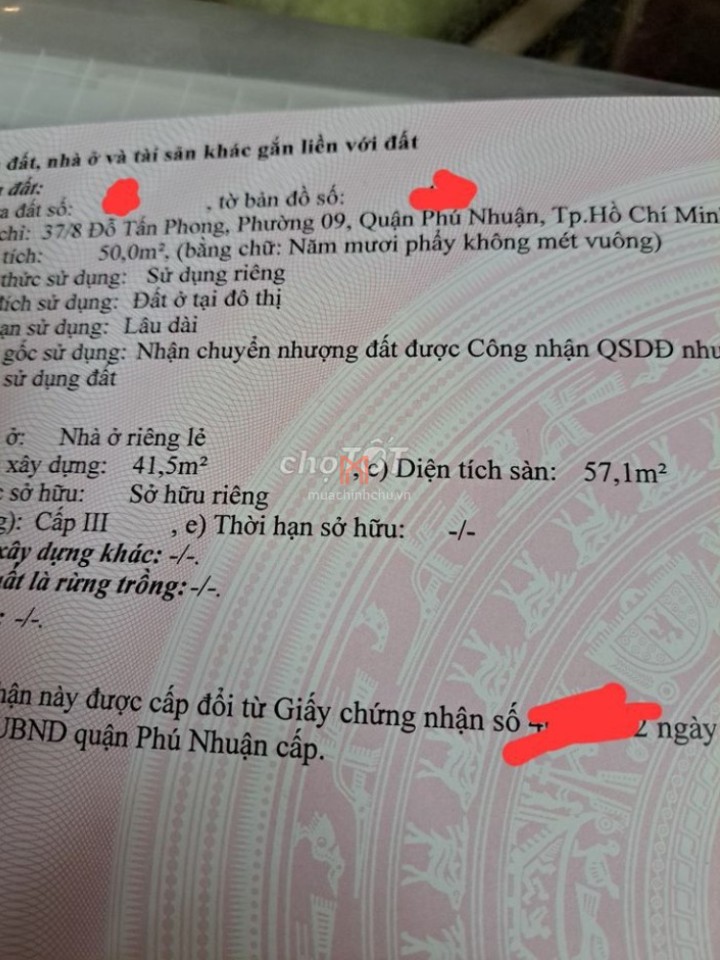 đất, nhà ở và tài sản khác gắn liền với đất
đất:
a đất số: , tờ bản đồ số:
chỉ: 37/8 Đỗ Tấn Phong, Phường 09, Quận Phú Nhuận, Tp.Hồ Chí Min
tích: 50,0m², (bằng chữ: Năm mươi phẩy không mét vuông)
thức sử dụng: Sử dụng riêng
đích sử dụng: Đất ở tại đô thị
ạn sử dụng: Lâu dài
gốc sử dụng: Nhận chuyển nhượng đất được Công nhận QSDĐ như
sử dụng đất
ở: Nhà ở riêng lẻ
xây dựng: 41,5m² , c) Diện tích sàn: 57,1m²
chợTỐT
muachinhchu.vn
c sở hữu: Sở hữu riêng
g): Cấp III , e) Thời hạn sở hữu: -/-
xây dựng khác: -/-.
uất là rừng trồng: -/-.
: -/-.
hận này được cấp đổi từ Giấy chứng nhận số 2 ngày
UBND quận Phú Nhuận cấp.